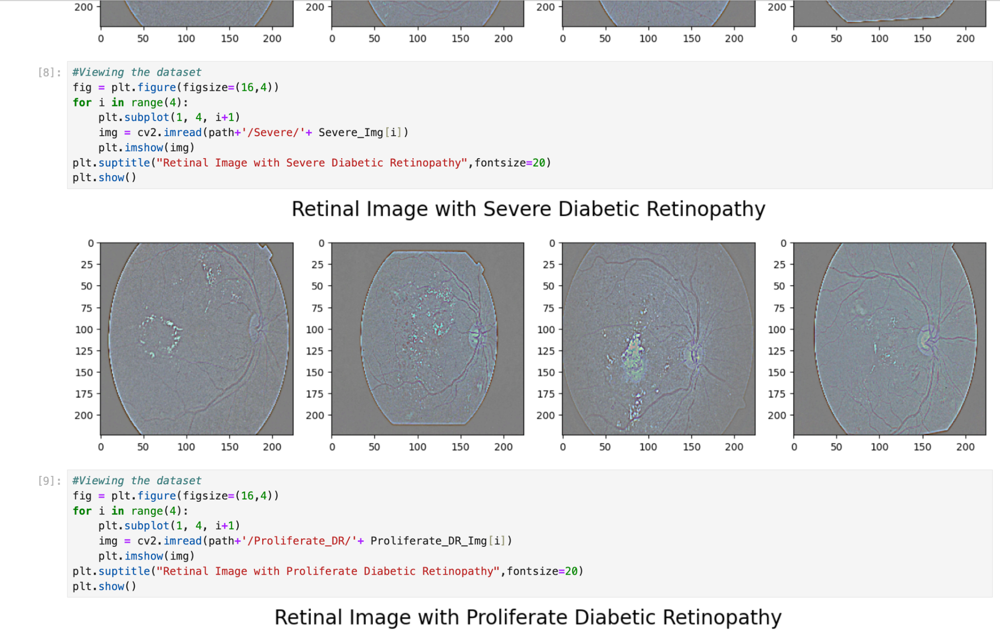 200 200 200 200
0 50 100 150 200 0 50 100 150 200 0 50 100 150 200 0 50 100 150 200
[8]: #Viewing the dataset
fig = plt.figure(figsize=(16,4))
for i in range(4):
    plt.subplot(1, 4, i+1)
    img = cv2.imread(path+'/Severe/'+ Severe_Img[i])
    plt.imshow(img)
plt.suptitle("Retinal Image with Severe Diabetic Retinopathy",fontsize=20)
plt.show()
Retinal Image with Severe Diabetic Retinopathy
0 0 0 0
25 25 25 25
50 50 50 50
75 75 75 75
100 100 100 100
125 125 125 125
150 150 150 150
175 175 175 175
200 200 200 200
0 50 100 150 200 0 50 100 150 200 0 50 100 150 200 0 50 100 150 200
[9]: #Viewing the dataset
fig = plt.figure(figsize=(16,4))
for i in range(4):
    plt.subplot(1, 4, i+1)
    img = cv2.imread(path+'/Proliferate_DR/'+ Proliferate_DR_Img[i])
    plt.imshow(img)
plt.suptitle("Retinal Image with Proliferate Diabetic Retinopathy",fontsize=20)
plt.show()
Retinal Image with Proliferate Diabetic Retinopathy